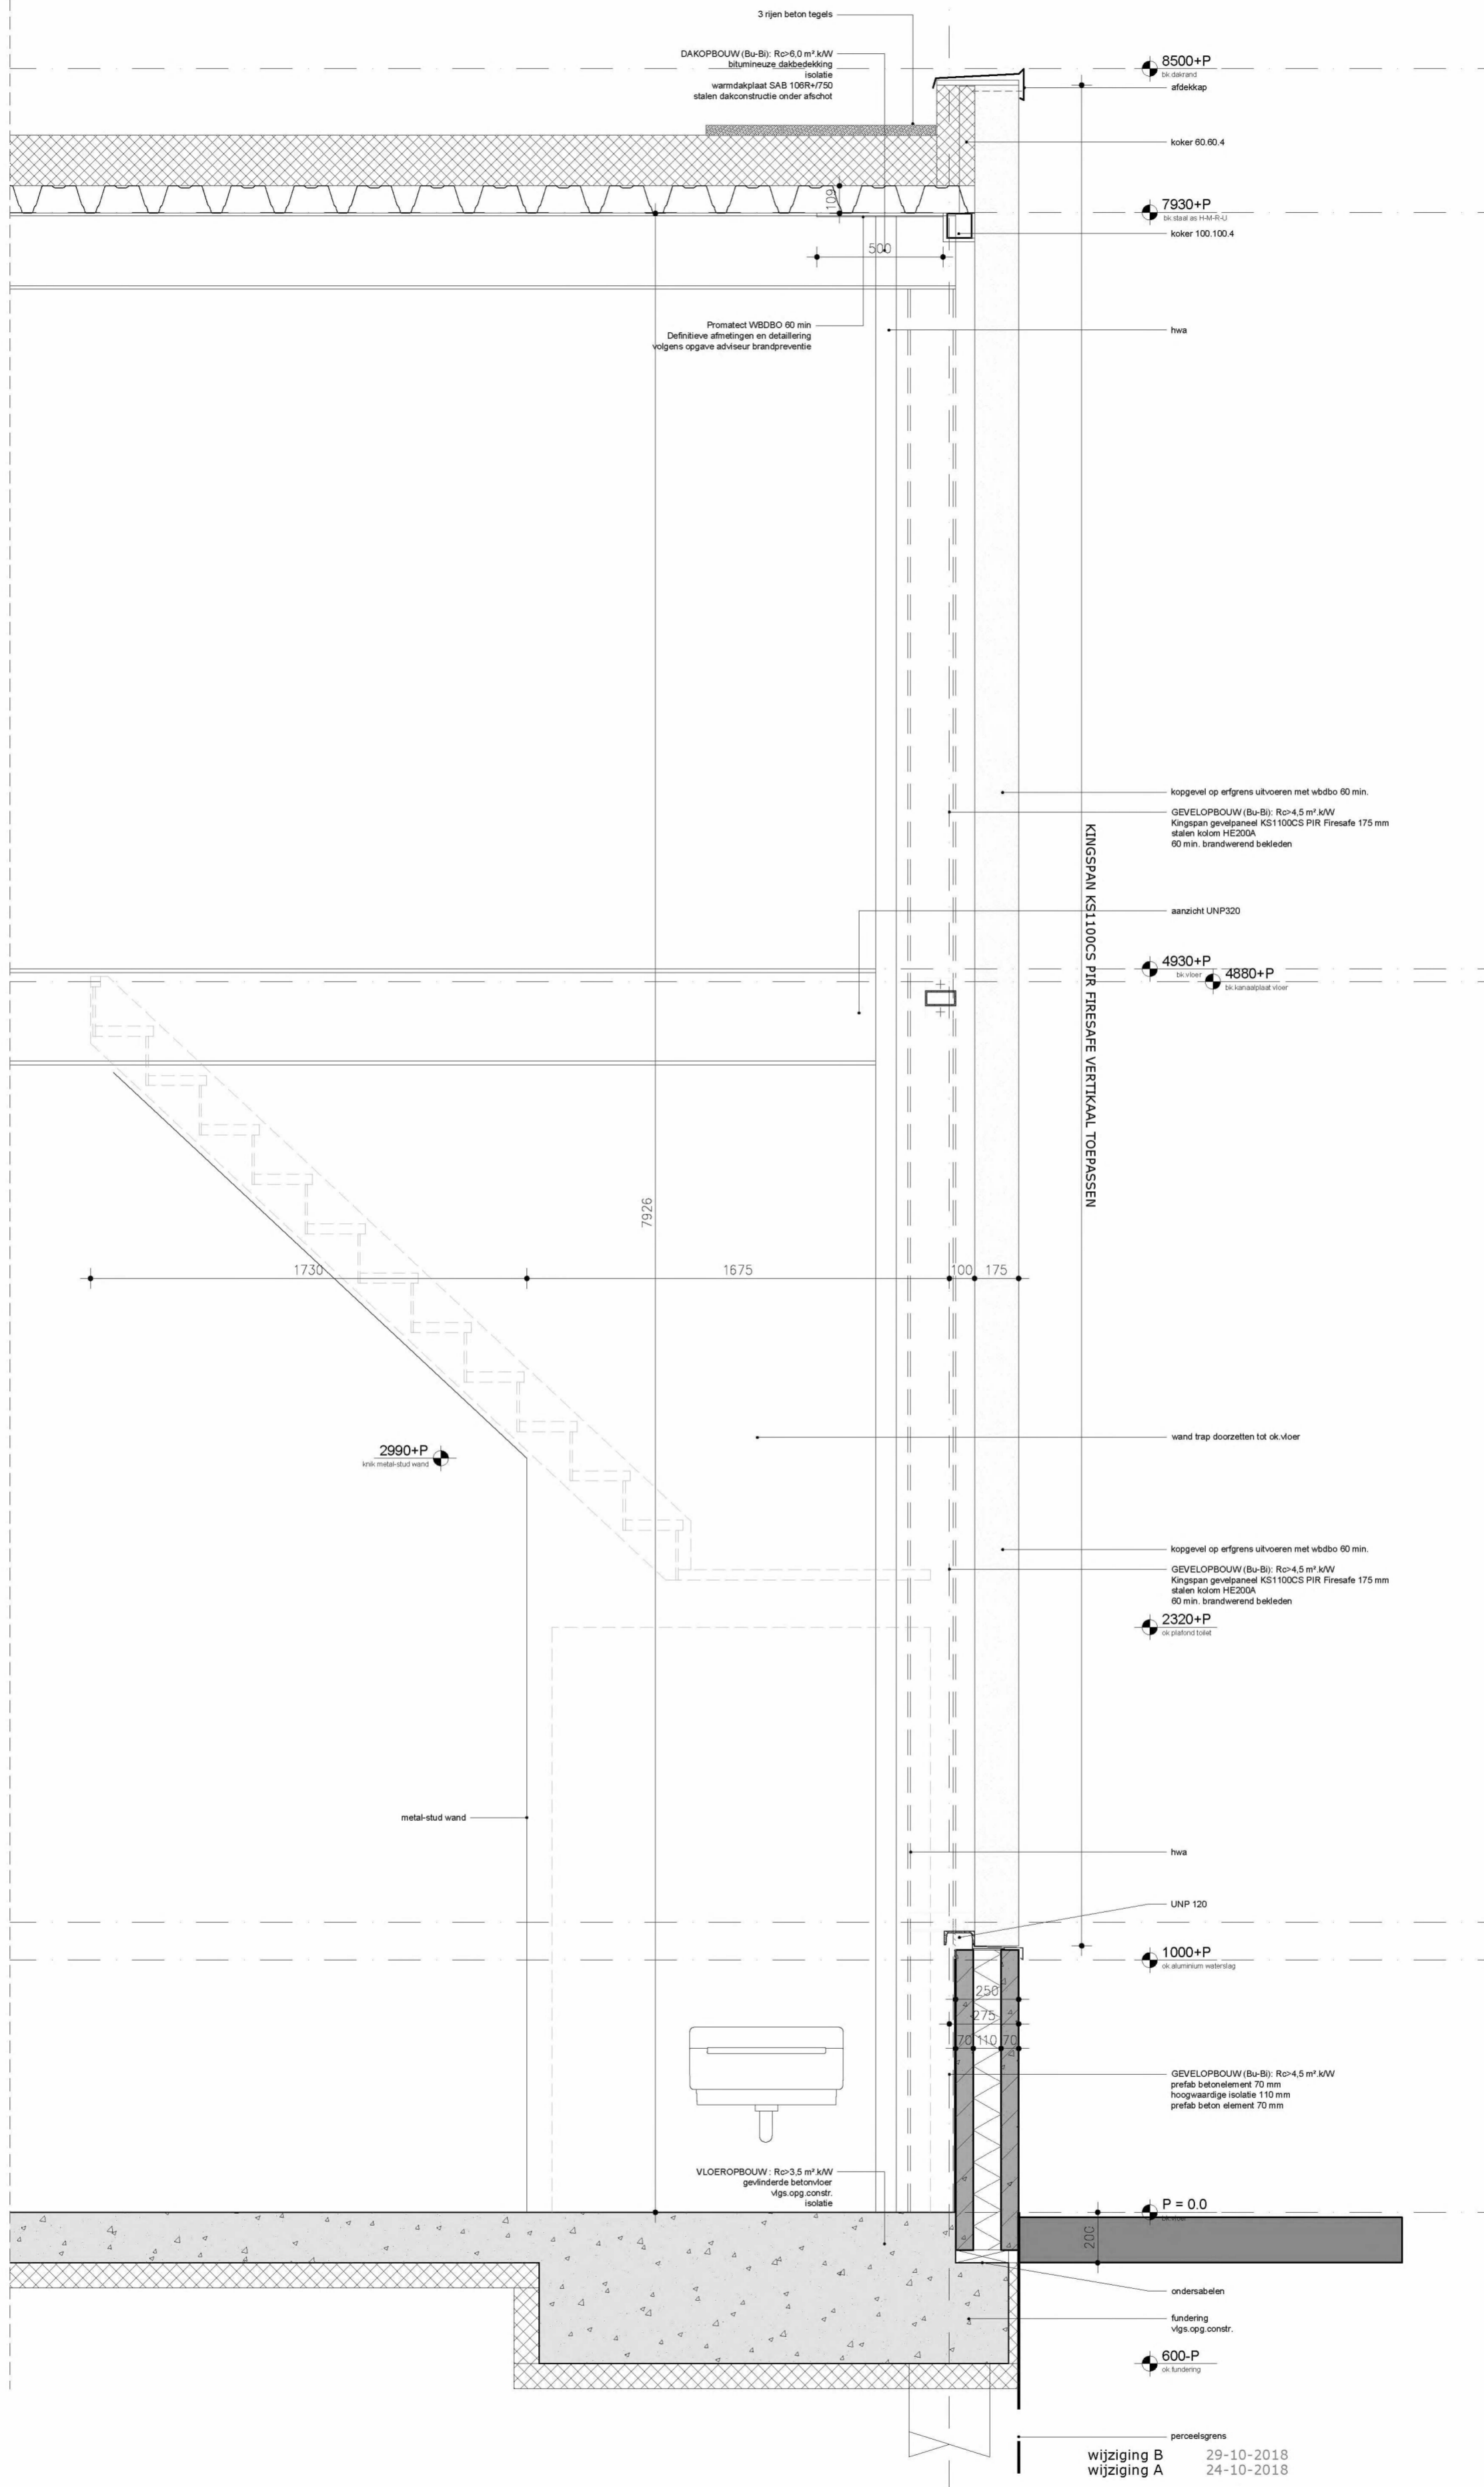 3 rijen beton tegels
DAKOPBOUW (Bu-Bi): Rc>6,0 m².k/W
bitumineuze dakbedekking
isolatie
warmdakplaat SAB 106R+/750
stalen dakconstructie onder afschot
8500+P
bk.dakrand
afdekkap
koker 60.60.4
109
7930+P
bk.staal as H-M-R-U
koker 100.100.4
500
Promatect WBDBO 60 min
Definitieve afmetingen en detaillering
volgens opgave adviseur brandpreventie
hwa
kopgevel op erfgrens uitvoeren met wbdbo 60 min.
GEVELOPBOUW (Bu-Bi): Rc>4,5 m².k/W
Kingspan gevelpaneel KS1100CS PIR Firesafe 175 mm
stalen kolom HE200A
60 min. brandwerend bekleden
KINGSPAN KS1100CS PIR FIRESAFE VERTIKAAL TOEPASSEN
aanzicht UNP320
4930+P
bk.vloer
4880+P
bk.kanaalplaat vloer
7926
1730
1675
100
175
2990+P
knik metal-stud wand
wand trap doorzetten tot ok.vloer
kopgevel op erfgrens uitvoeren met wbdbo 60 min.
GEVELOPBOUW (Bu-Bi): Rc>4,5 m².k/W
Kingspan gevelpaneel KS1100CS PIR Firesafe 175 mm
stalen kolom HE200A
60 min. brandwerend bekleden
2320+P
ok.plafond toilet
metal-stud wand
hwa
UNP 120
1000+P
ok.aluminium waterslag
250
275
70 110 70
GEVELOPBOUW (Bu-Bi): Rc>4,5 m².k/W
prefab betonelement 70 mm
hoogwaardige isolatie 110 mm
prefab beton element 70 mm
VLOEROPBOUW : Rc>3,5 m².k/W
gevlinderde betonvloer
vlgs.opg.constr.
isolatie
P = 0.0
bk.vloer
200
ondersabelen
fundering
vlgs.opg.constr.
600-P
ok.fundering
perceelsgrens
wijziging B 29-10-2018
wijziging A 24-10-2018